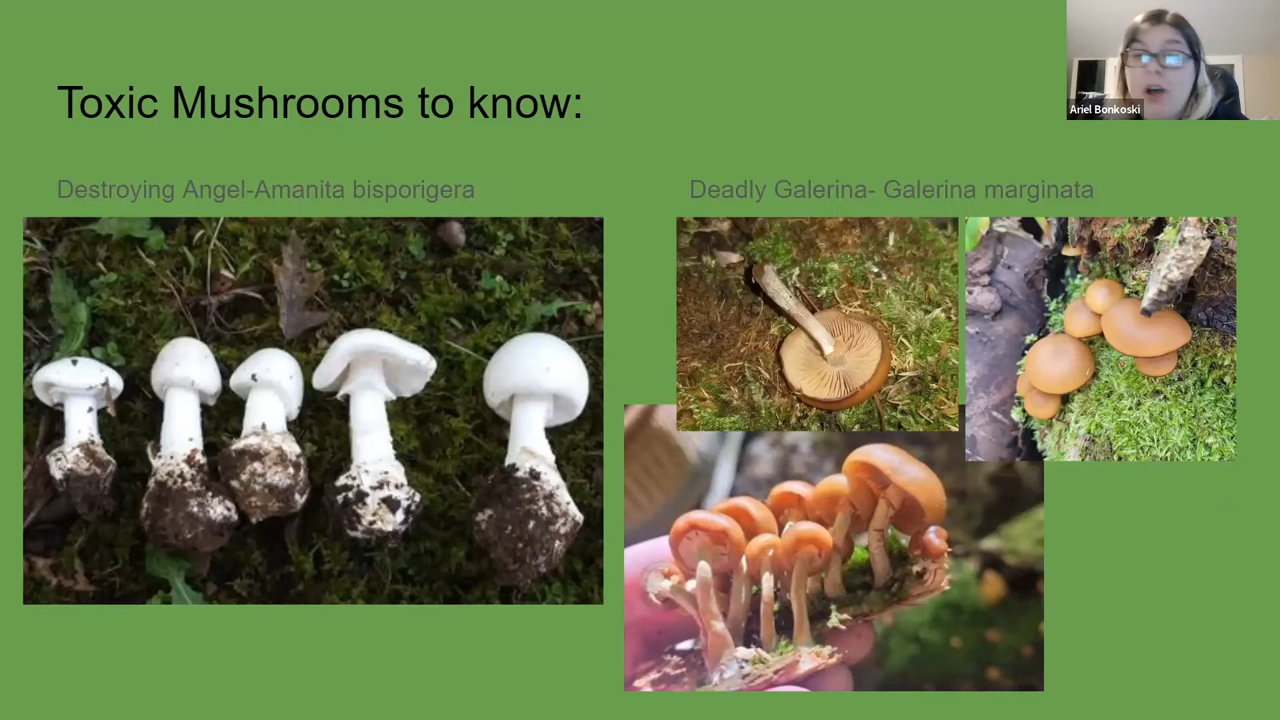 Toxic Mushrooms to know:
Ariel Bonkoski
Destroying Angel-Amanita bisporigera
Deadly Galerina- Galerina marginata